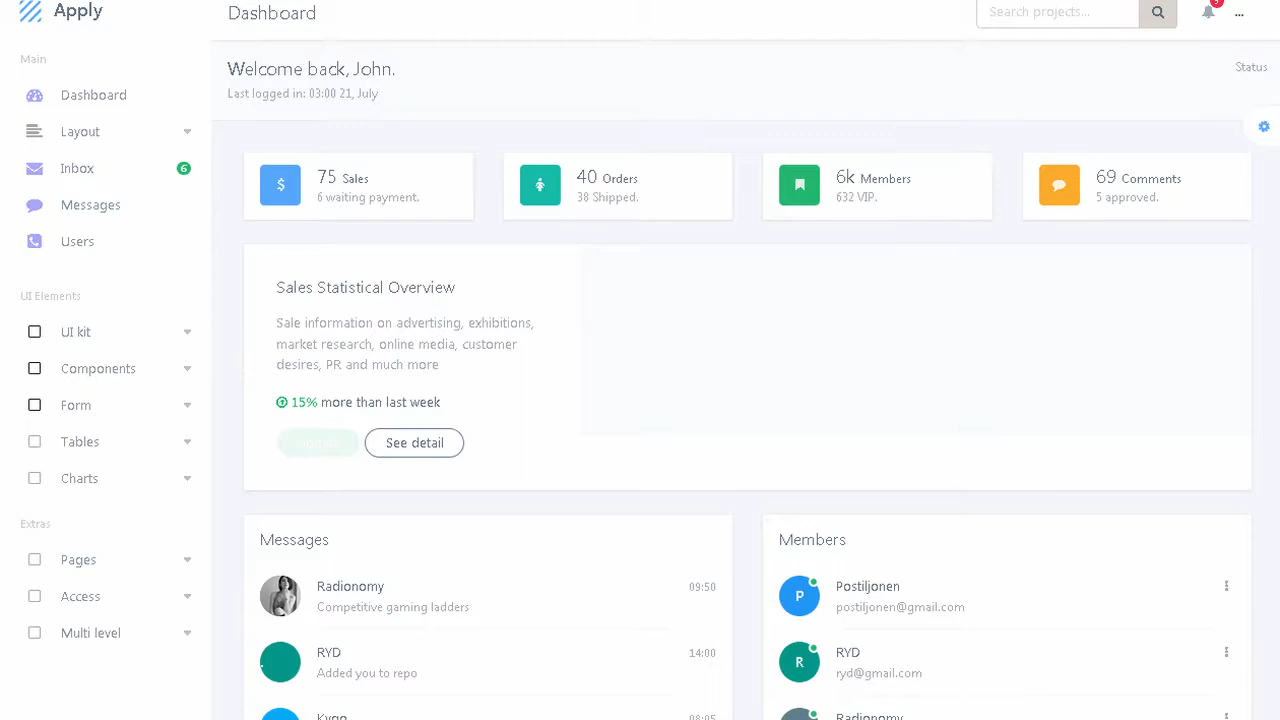 Apply
Dashboard
Search projects...
...
Welcome back, John.
Last logged in: 03:00 21, July
Status
Main
Dashboard
Layout
Inbox
6
Messages
Users
UI Elements
UI kit
Components
Form
Tables
Charts
Extras
Pages
Access
Multi level
$
75 Sales
6 waiting payment.
40 Orders
38 Shipped.
6k Members
632 VIP.
69 Comments
5 approved.
Sales Statistical Overview
Sale information on advertising, exhibitions,
market research, online media, customer
desires, PR and much more
15% more than last week
See detail
Messages
Radionomy
09:50
Competitive gaming ladders
RYD
14:00
Added you to repo
Kygo
08:05
Members
P
Postiljonen
postiljonen@gmail.com
R
RYD
ryd@gmail.com
Radionomy